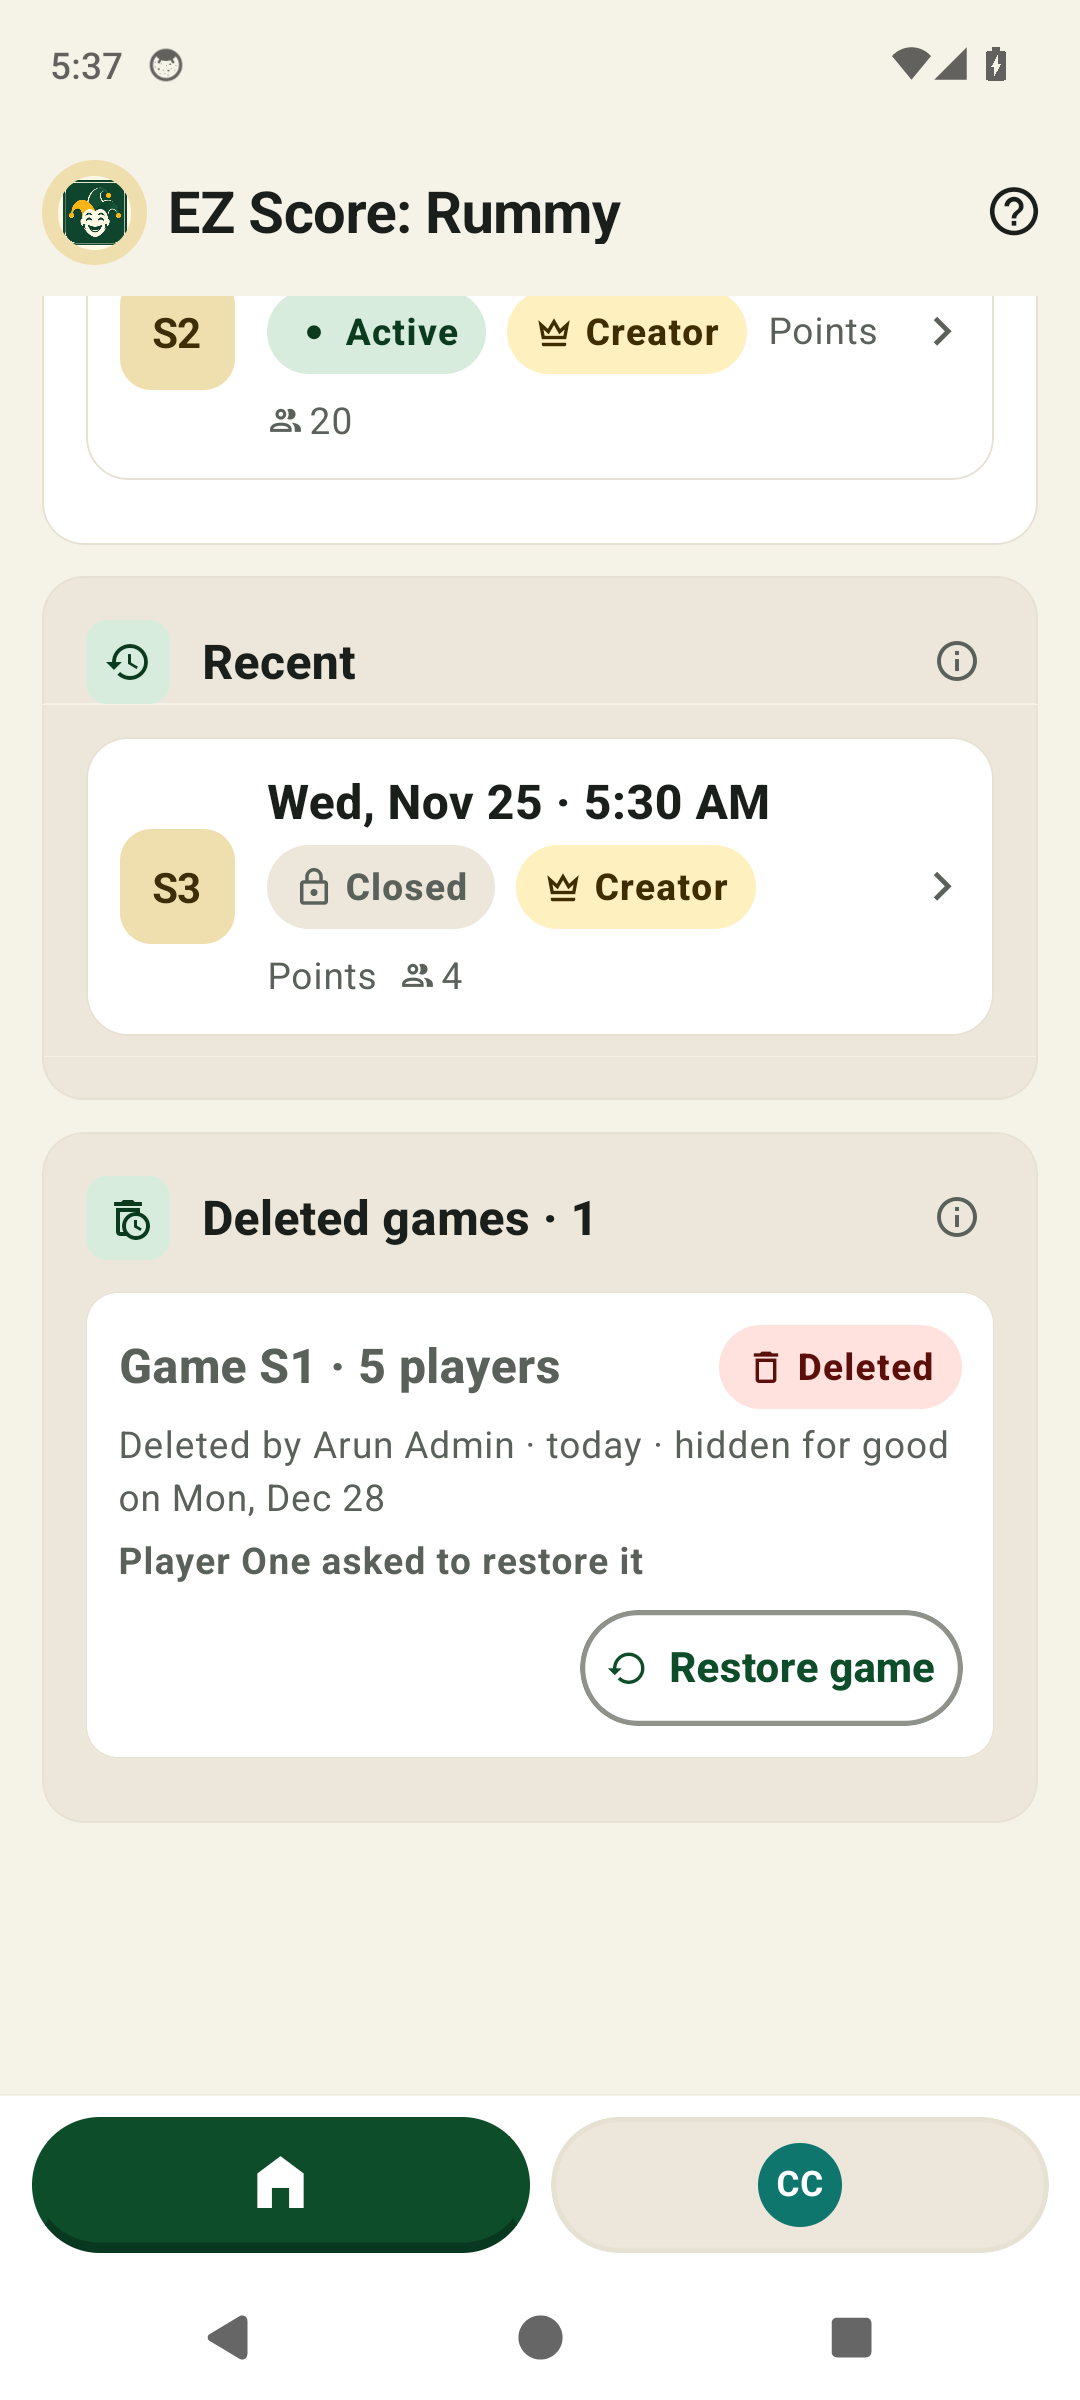 5:37
EZ Score: Rummy
S2
Active
Creator
Points
20
Recent
Wed, Nov 25 · 5:30 AM
S3
Closed
Creator
Points
4
Deleted games · 1
Game S1 · 5 players
Deleted
Deleted by Arun Admin · today · hidden for good
on Mon, Dec 28
Player One asked to restore it
Restore game
CC